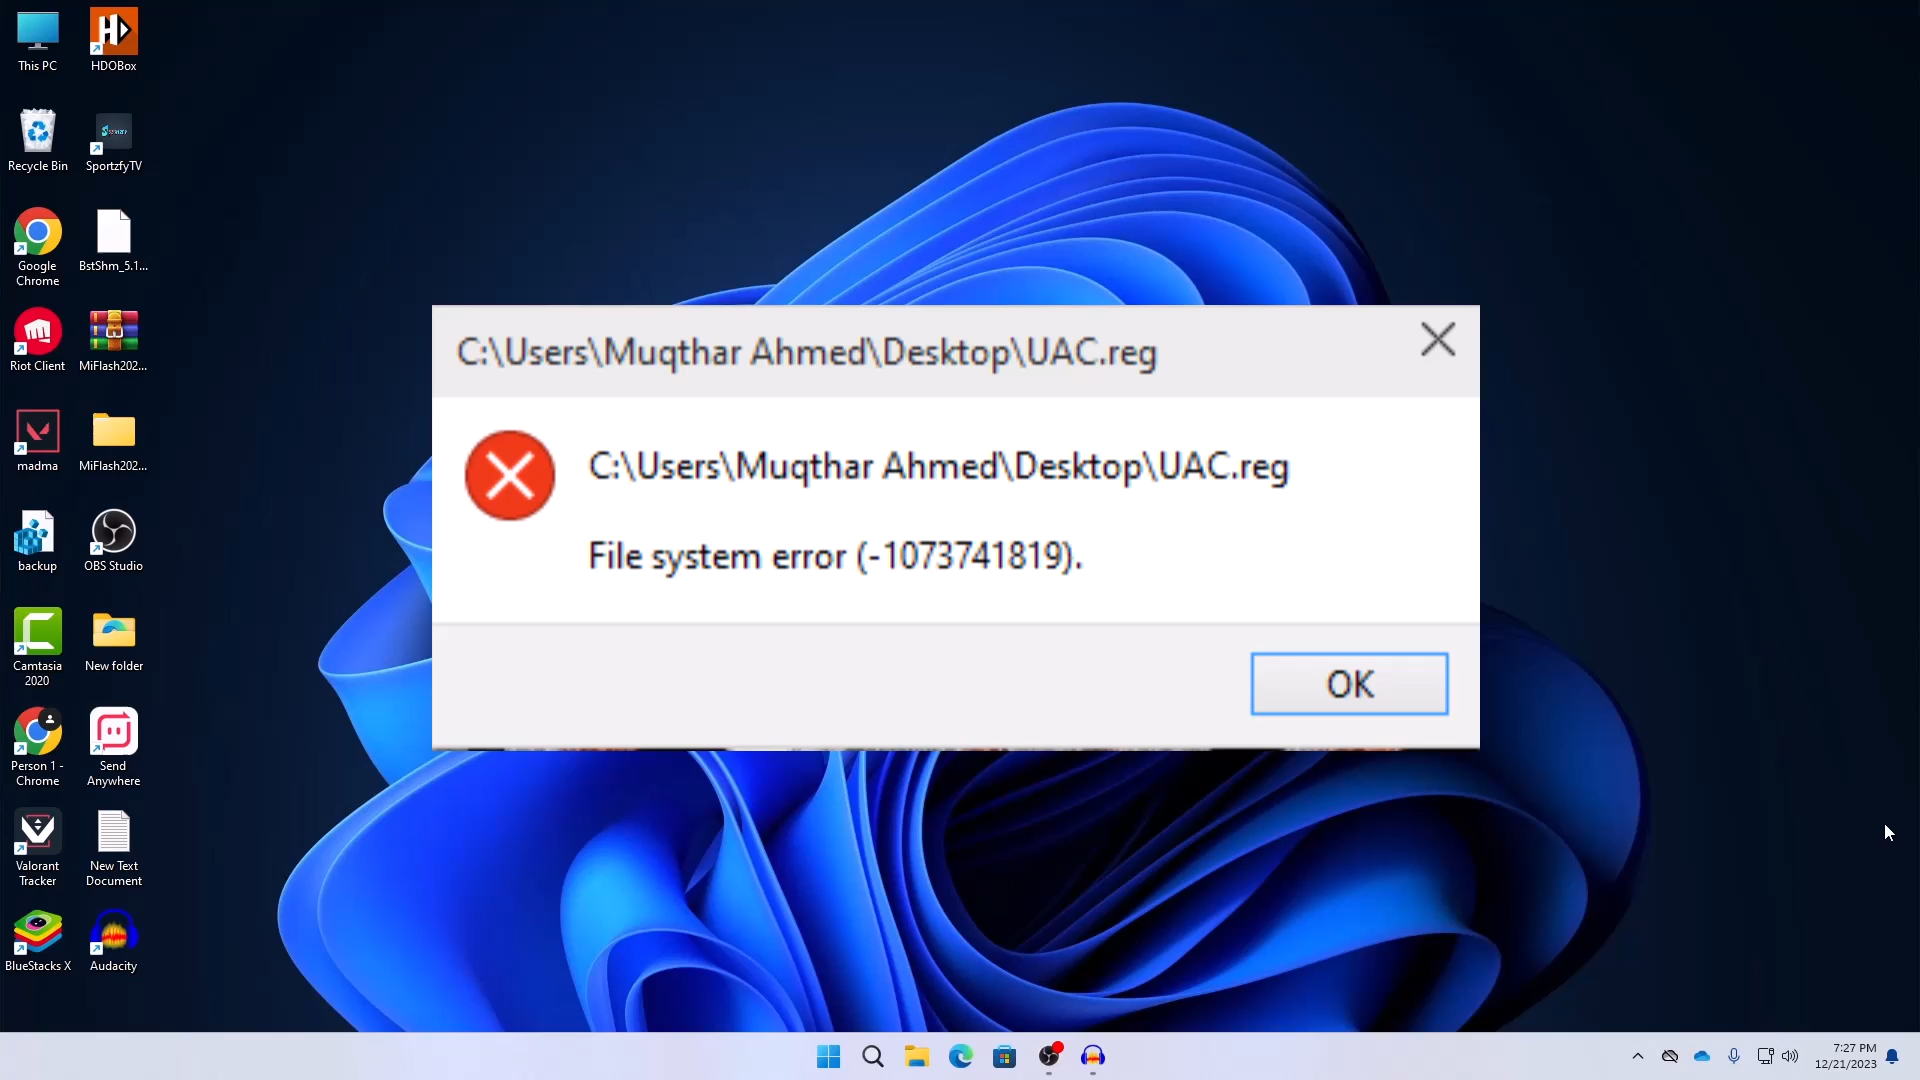 This PC
HDOBox
Recycle Bin
SportzfyTV
Google
Chrome
BstShm_5.1...
Riot Client
MiFlash202...
madma
MiFlash202...
backup
OBS Studio
Camtasia
2020
New folder
Person 1 -
Chrome
Send
Anywhere
Valorant
Tracker
New Text
Document
BlueStacks X
Audacity
C:\Users\Muqthar Ahmed\Desktop\UAC.reg
C:\Users\Muqthar Ahmed\Desktop\UAC.reg
File system error (-1073741819).
OK
7:27 PM
12/21/2023